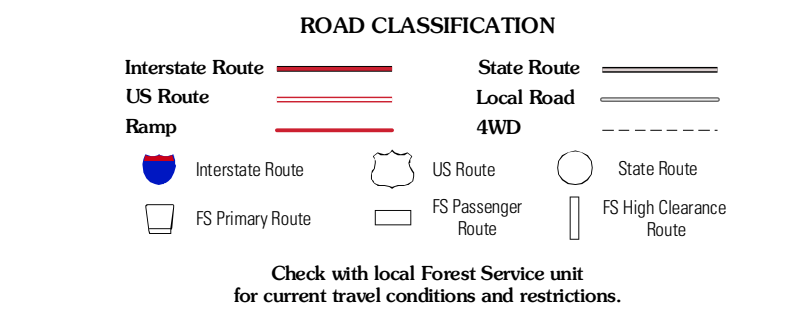 ROAD CLASSIFICATION
Interstate Route
State Route
US Route
Local Road
Ramp
4WD
Interstate Route
US Route
State Route
FS Primary Route
FS Passenger
Route
FS High Clearance
Route
Check with local Forest Service unit
for current travel conditions and restrictions.